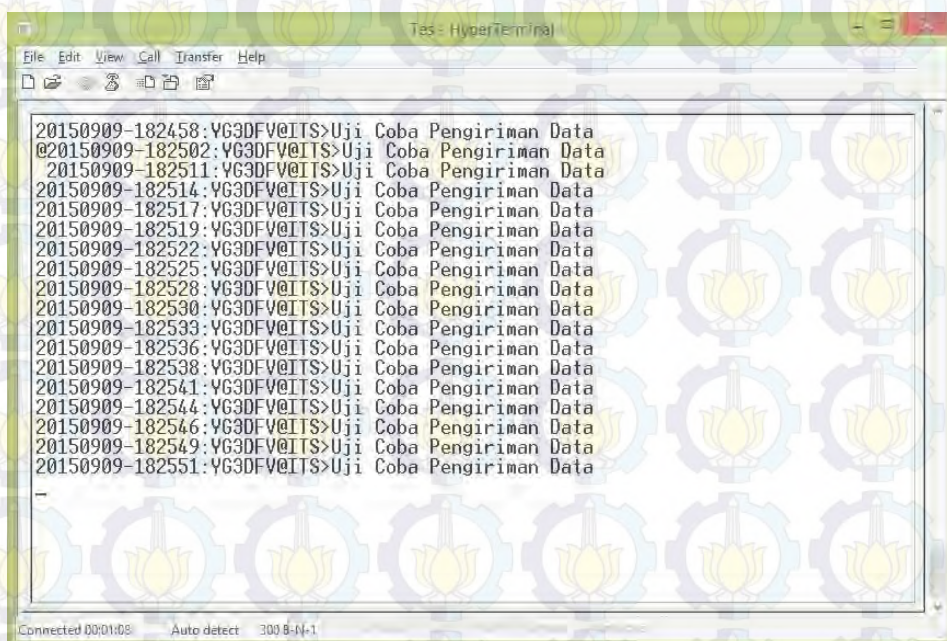 Tes - HyperTerminal
File Edit View Call Transfer Help
20150909-182458:YG3DFV@ITS>Uji Coba Pengiriman Data
@20150909-182502:YG3DFV@ITS>Uji Coba Pengiriman Data
20150909-182511:YG3DFV@ITS>Uji Coba Pengiriman Data
20150909-182514:YG3DFV@ITS>Uji Coba Pengiriman Data
20150909-182517:YG3DFV@ITS>Uji Coba Pengiriman Data
20150909-182519:YG3DFV@ITS>Uji Coba Pengiriman Data
20150909-182522:YG3DFV@ITS>Uji Coba Pengiriman Data
20150909-182525:YG3DFV@ITS>Uji Coba Pengiriman Data
20150909-182528:YG3DFV@ITS>Uji Coba Pengiriman Data
20150909-182530:YG3DFV@ITS>Uji Coba Pengiriman Data
20150909-182533:YG3DFV@ITS>Uji Coba Pengiriman Data
20150909-182536:YG3DFV@ITS>Uji Coba Pengiriman Data
20150909-182538:YG3DFV@ITS>Uji Coba Pengiriman Data
20150909-182541:YG3DFV@ITS>Uji Coba Pengiriman Data
20150909-182544:YG3DFV@ITS>Uji Coba Pengiriman Data
20150909-182546:YG3DFV@ITS>Uji Coba Pengiriman Data
20150909-182549:YG3DFV@ITS>Uji Coba Pengiriman Data
20150909-182551:YG3DFV@ITS>Uji Coba Pengiriman Data
_
Connected 00:01:08 Auto detect 300 8-N-1